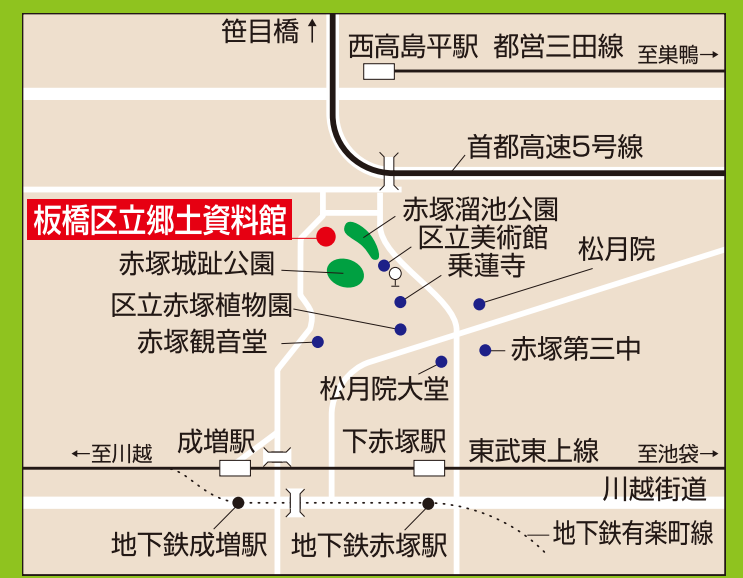 笹目橋↑
西高島平駅 都営三田線
至巣鴨→
首都高速5号線
板橋区立郷土資料館
赤塚溜池公園
区立美術館
赤塚城趾公園
乗蓮寺
松月院
区立赤塚植物園
赤塚観音堂
赤塚第三中
松月院大堂
←至川越
成増駅
下赤塚駅
東武東上線
至池袋→
川越街道
地下鉄成増駅
地下鉄赤塚駅
地下鉄有楽町線